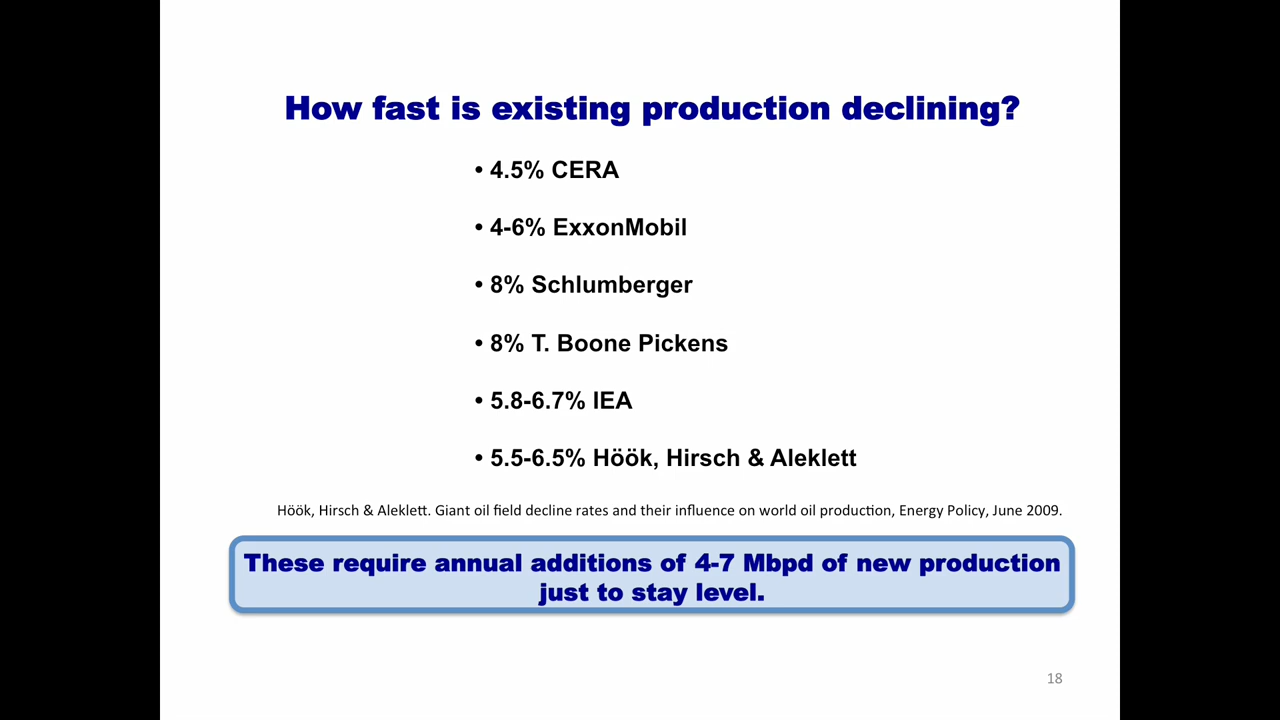 How fast is existing production declining?
• 4.5% CERA
• 4-6% ExxonMobil
• 8% Schlumberger
• 8% T. Boone Pickens
• 5.8-6.7% IEA
• 5.5-6.5% Höök, Hirsch & Aleklett
Höök, Hirsch & Aleklett. Giant oil field decline rates and their influence on world oil production, Energy Policy, June 2009.
These require annual additions of 4-7 Mbpd of new production
just to stay level.
18